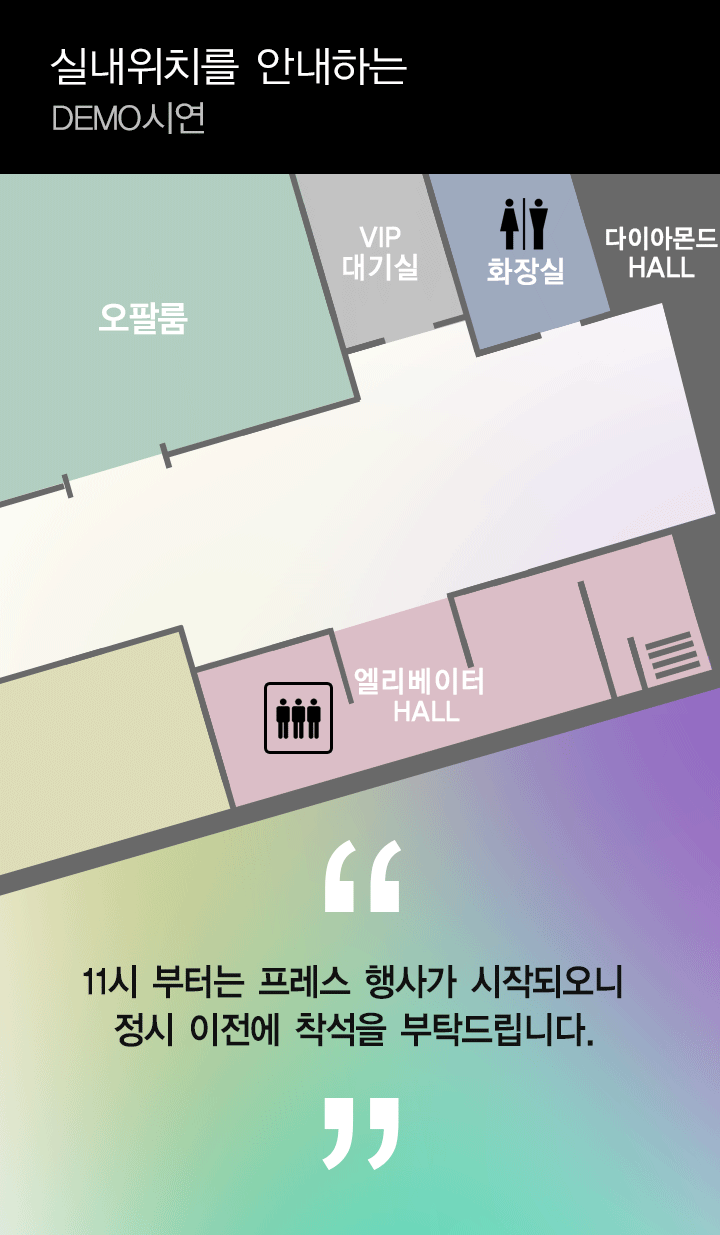 실내위치를 안내하는
DEMO시연
VIP
대기실
화장실
다이아몬드
HALL
오팔룸
엘리베이터
HALL
“
11시 부터는 프레스 행사가 시작되오니
정시 이전에 착석을 부탁드립니다.
”